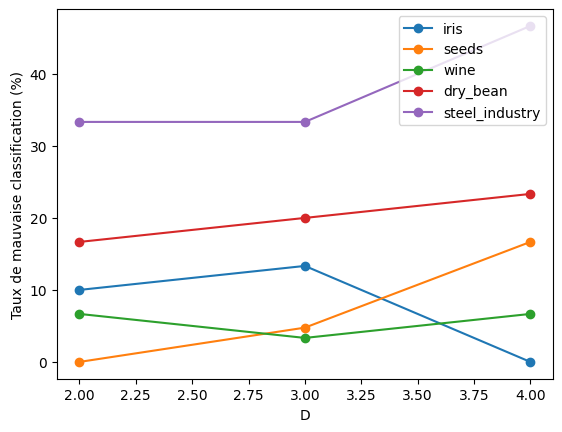 iris
seeds
wine
dry_bean
steel_industry
Taux de mauvaise classification (%)
40
30
20
10
0
2.00 2.25 2.50 2.75 3.00 3.25 3.50 3.75 4.00
D